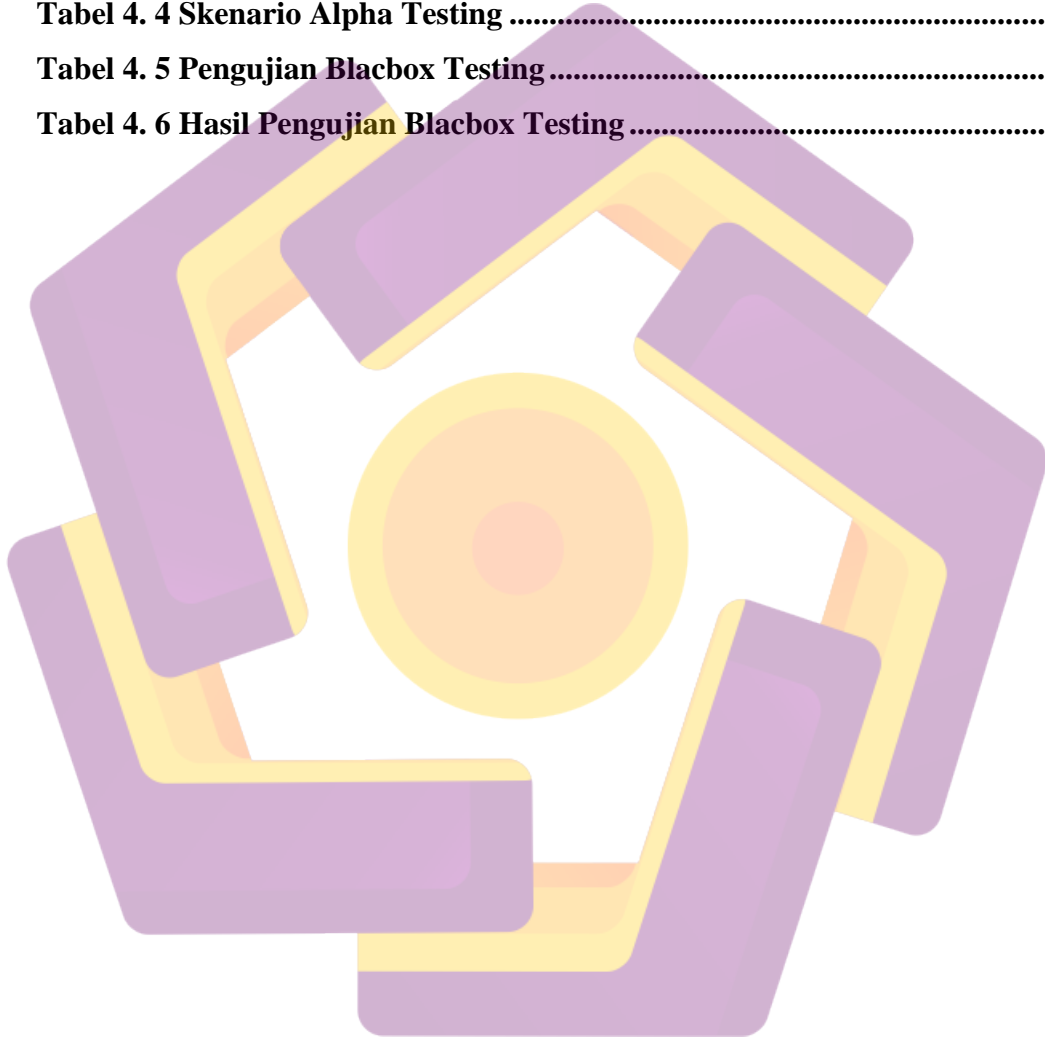 Tabel 4. 4 Skenario Alpha Testing ........................................................................
Tabel 4. 5 Pengujian Blacbox Testing ..................................................................
Tabel 4. 6 Hasil Pengujian Blacbox Testing ........................................................